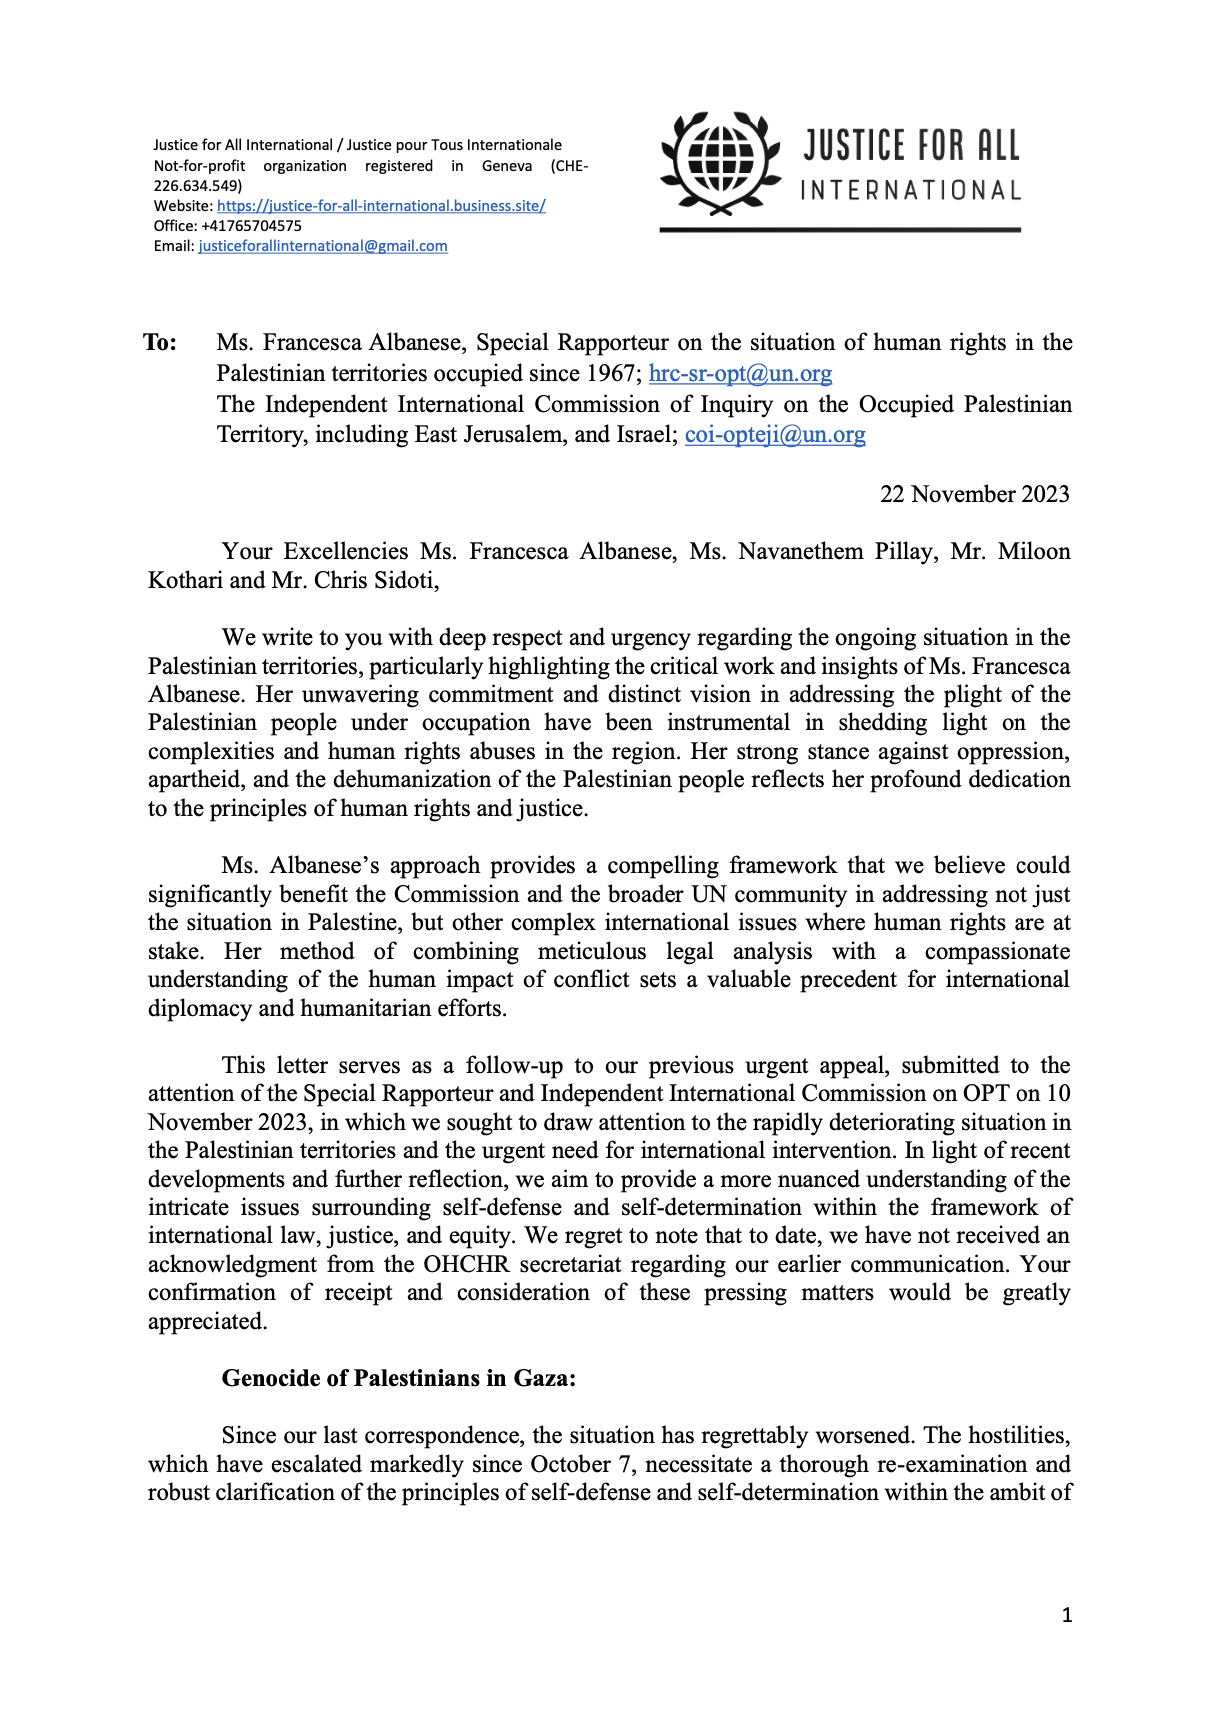 Justice for All International / Justice pour Tous Internationale
Not-for-profit organization registered in Geneva (CHE-
226.634.549)
Website: https://justice-for-all-international.business.site/
Office: +41765704575
Email: justiceforallinternational@gmail.com
JUSTICE FOR ALL
INTERNATIONAL
To: Ms. Francesca Albanese, Special Rapporteur on the situation of human rights in the
Palestinian territories occupied since 1967; hrc-sr-opt@un.org
The Independent International Commission of Inquiry on the Occupied Palestinian
Territory, including East Jerusalem, and Israel; coi-opteji@un.org
22 November 2023
Your Excellencies Ms. Francesca Albanese, Ms. Navanethem Pillay, Mr. Miloon
Kothari and Mr. Chris Sidoti,
We write to you with deep respect and urgency regarding the ongoing situation in the
Palestinian territories, particularly highlighting the critical work and insights of Ms. Francesca
Albanese. Her unwavering commitment and distinct vision in addressing the plight of the
Palestinian people under occupation have been instrumental in shedding light on the
complexities and human rights abuses in the region. Her strong stance against oppression,
apartheid, and the dehumanization of the Palestinian people reflects her profound dedication
to the principles of human rights and justice.
Ms. Albanese’s approach provides a compelling framework that we believe could
significantly benefit the Commission and the broader UN community in addressing not just
the situation in Palestine, but other complex international issues where human rights are at
stake. Her method of combining meticulous legal analysis with a compassionate
understanding of the human impact of conflict sets a valuable precedent for international
diplomacy and humanitarian efforts.
This letter serves as a follow-up to our previous urgent appeal, submitted to the
attention of the Special Rapporteur and Independent International Commission on OPT on 10
November 2023, in which we sought to draw attention to the rapidly deteriorating situation in
the Palestinian territories and the urgent need for international intervention. In light of recent
developments and further reflection, we aim to provide a more nuanced understanding of the
intricate issues surrounding self-defense and self-determination within the framework of
international law, justice, and equity. We regret to note that to date, we have not received an
acknowledgment from the OHCHR secretariat regarding our earlier communication. Your
confirmation of receipt and consideration of these pressing matters would be greatly
appreciated.
Genocide of Palestinians in Gaza:
Since our last correspondence, the situation has regrettably worsened. The hostilities,
which have escalated markedly since October 7, necessitate a thorough re-examination and
robust clarification of the principles of self-defense and self-determination within the ambit of
1